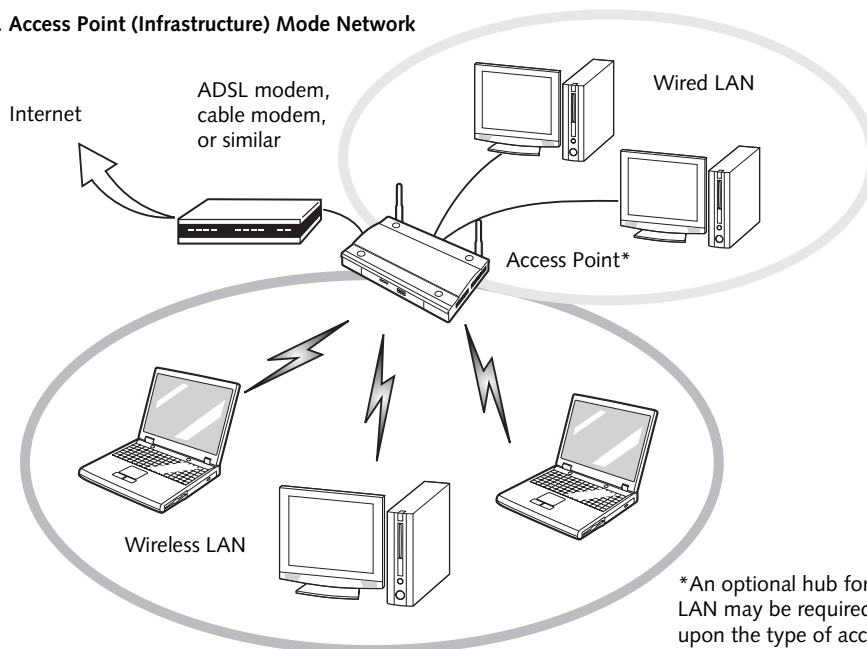 . Access Point (Infrastructure) Mode Network
Internet
ADSL modem,
cable modem,
or similar
Wired LAN
Access Point*
Wireless LAN
*An optional hub for
LAN may be required
upon the type of acc